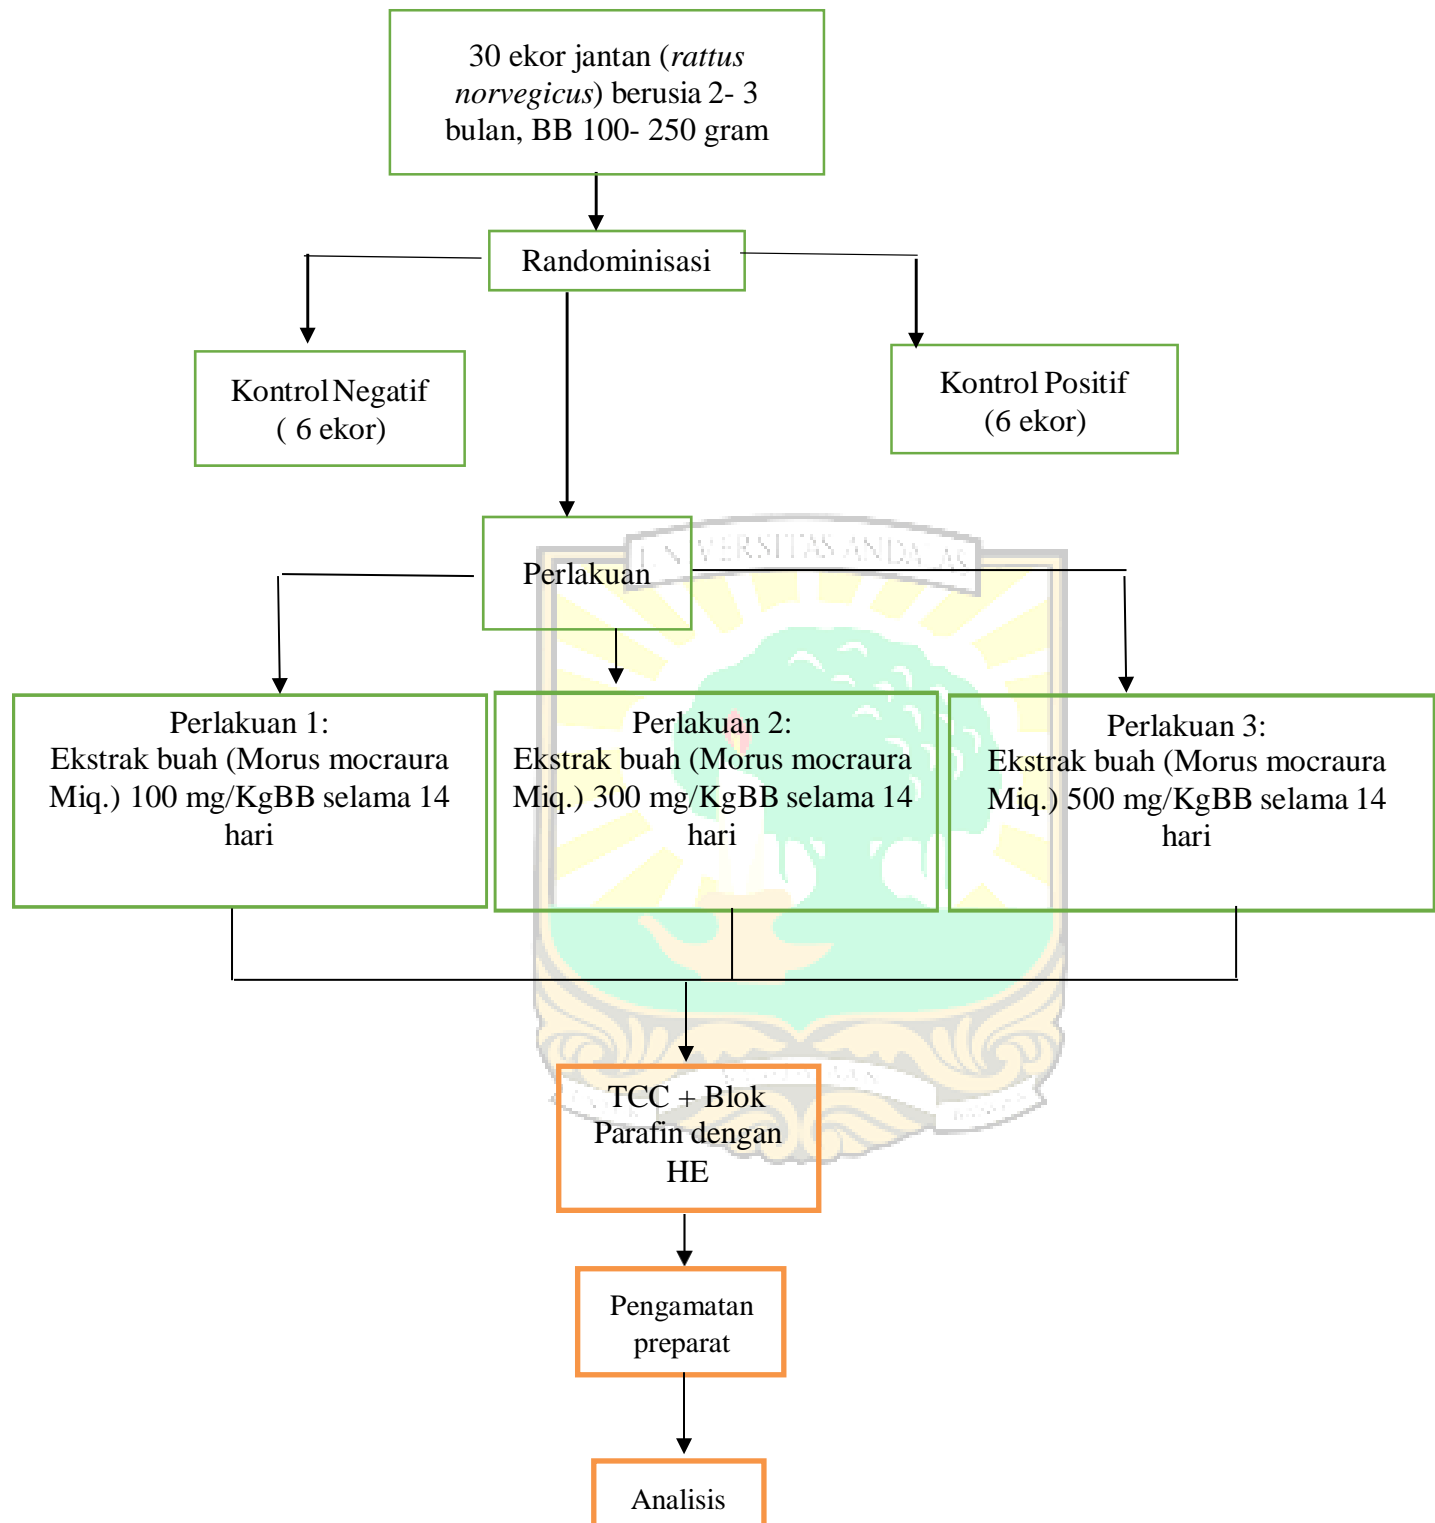 30 ekor jantan (rattus
norvegicus) berusia 2- 3
bulan, BB 100- 250 gram
Randominisasi
Kontrol Negatif
( 6 ekor)
Kontrol Positif
(6 ekor)
UNIVERSITAS ANDALAS
Perlakuan
Perlakuan 1:
Ekstrak buah (Morus mocraura
Miq.) 100 mg/KgBB selama 14
hari
Perlakuan 2:
Ekstrak buah (Morus mocraura
Miq.) 300 mg/KgBB selama 14
hari
Perlakuan 3:
Ekstrak buah (Morus mocraura
Miq.) 500 mg/KgBB selama 14
hari
TCC + Blok
Parafin dengan
HE
Pengamatan
preparat
Analisis